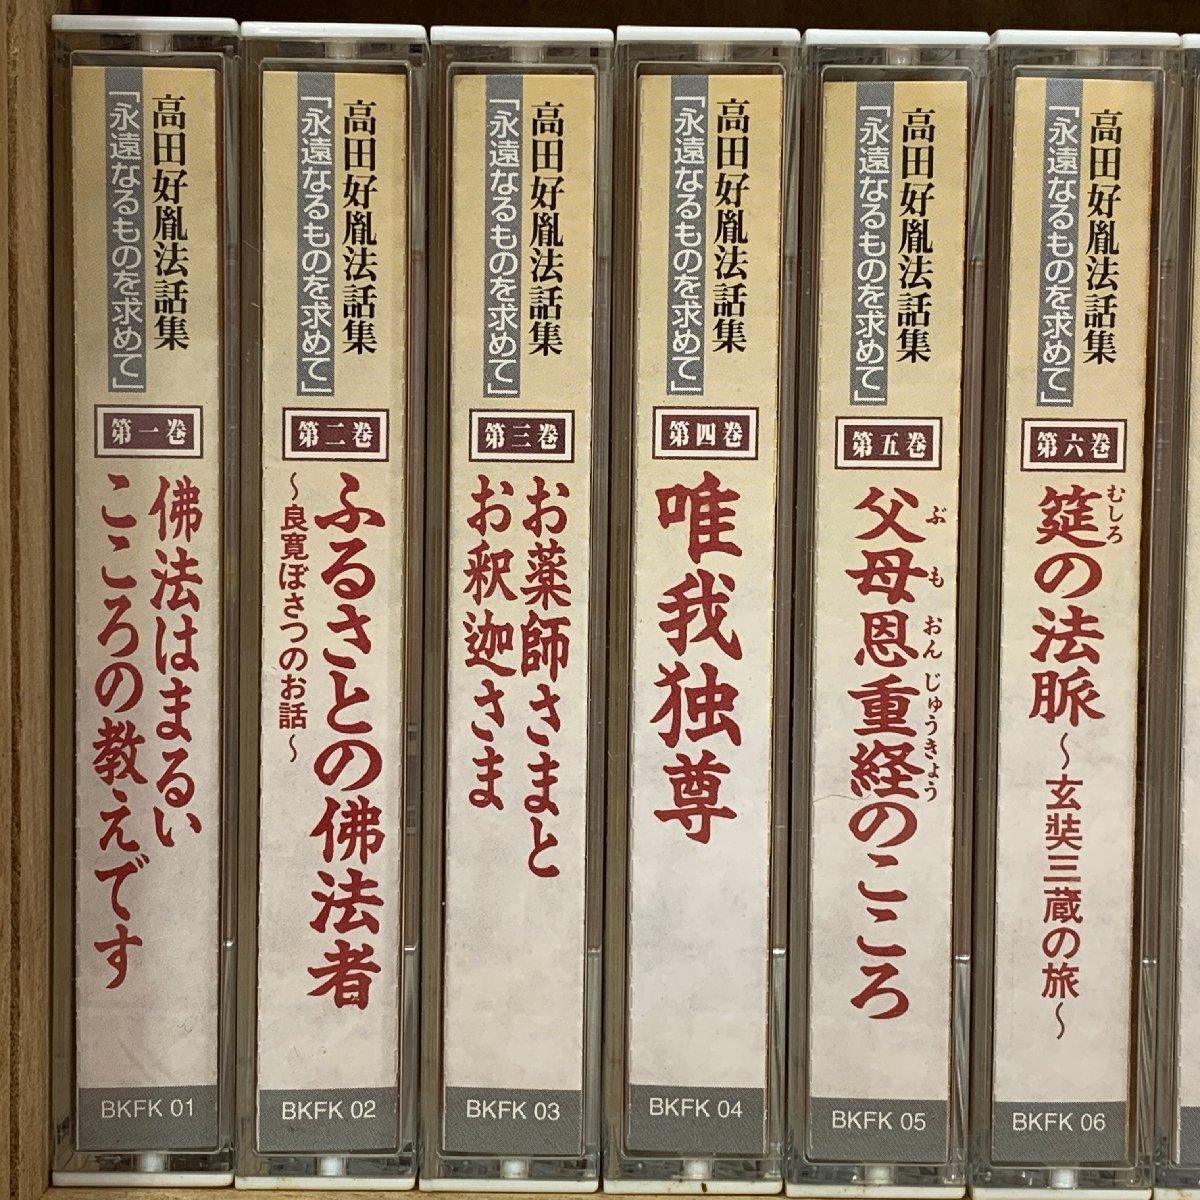 高田好胤法話集
「永遠なるものを求めて」
第一巻
佛法はまるい
こころの教えです
BKFK 01
高田好胤法話集
「永遠なるものを求めて」
第二巻
ふるさとの佛法者
～良寛ぼさつのお話～
BKFK 02
高田好胤法話集
「永遠なるものを求めて」
第三巻
お薬師さまと
お釈迦さま
BKFK 03
高田好胤法話集
「永遠なるものを求めて」
第四巻
唯我独尊
BKFK 04
高田好胤法話集
「永遠なるものを求めて」
第五巻
父母恩重経のこころ
ぶもおんじゅうきょう
BKFK 05
高田好胤法話集
「永遠なるものを求めて」
第六巻
筵の法脈～玄奘三蔵の旅～
むしろ
BKFK 06